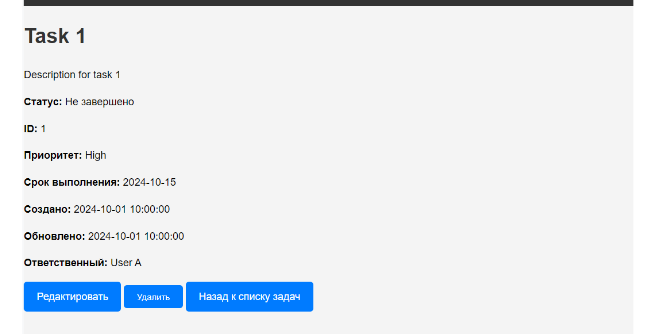 Task 1
Description for task 1
Статус: Не завершено
ID: 1
Приоритет: High
Срок выполнения: 2024-10-15
Создано: 2024-10-01 10:00:00
Обновлено: 2024-10-01 10:00:00
Ответственный: User A
Редактировать Удалить Назад к списку задач